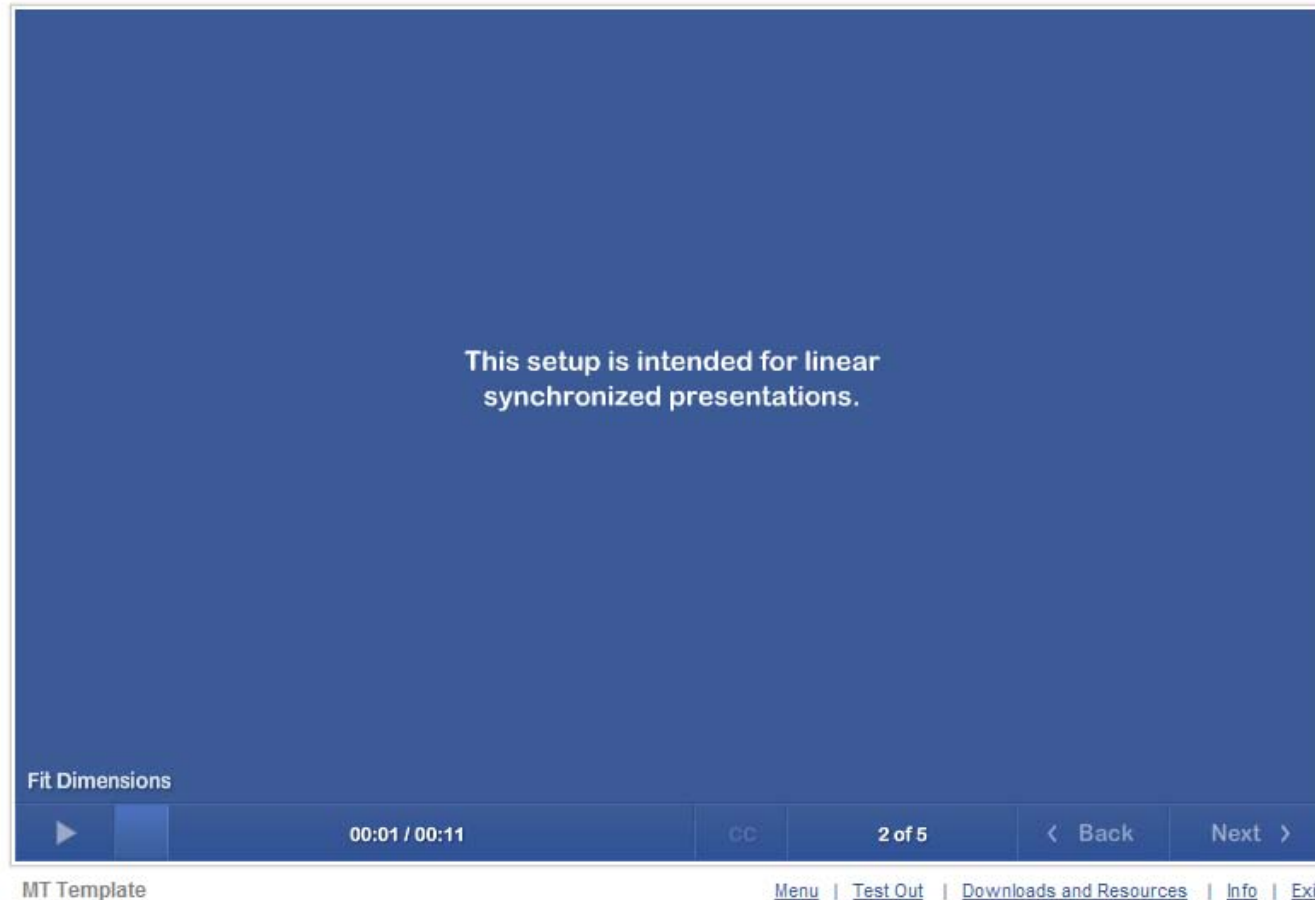 This setup is intended for linear
synchronized presentations.
Fit Dimensions
00:01 / 00:11 CC 2 of 5 Back Next
MT Template Menu | Test Out | Downloads and Resources | Info | Exi